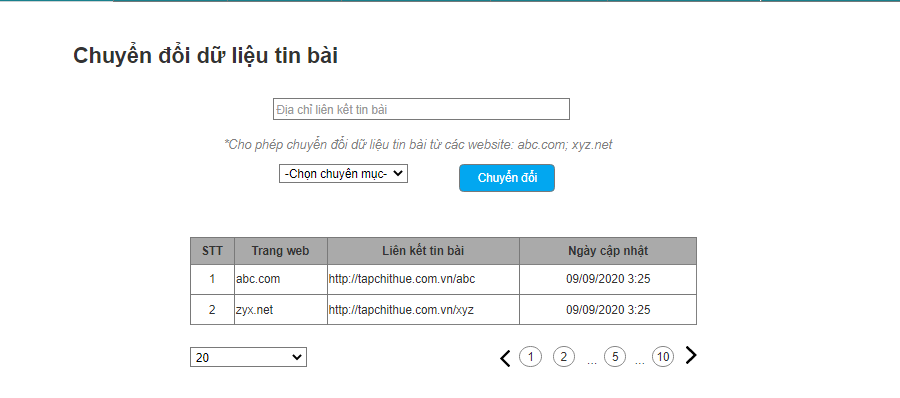 Chuyển đổi dữ liệu tin bài
Địa chỉ liên kết tin bài
*Cho phép chuyển đổi dữ liệu tin bài từ các website: abc.com; xyz.net
-Chọn chuyên mục- Chuyển đổi
STT Trang web Liên kết tin bài Ngày cập nhật
1 abc.com http://tapchithue.com.vn/abc 09/09/2020 3:25
2 zyx.net http://tapchithue.com.vn/xyz 09/09/2020 3:25
20 1 2 ... 5 ... 10